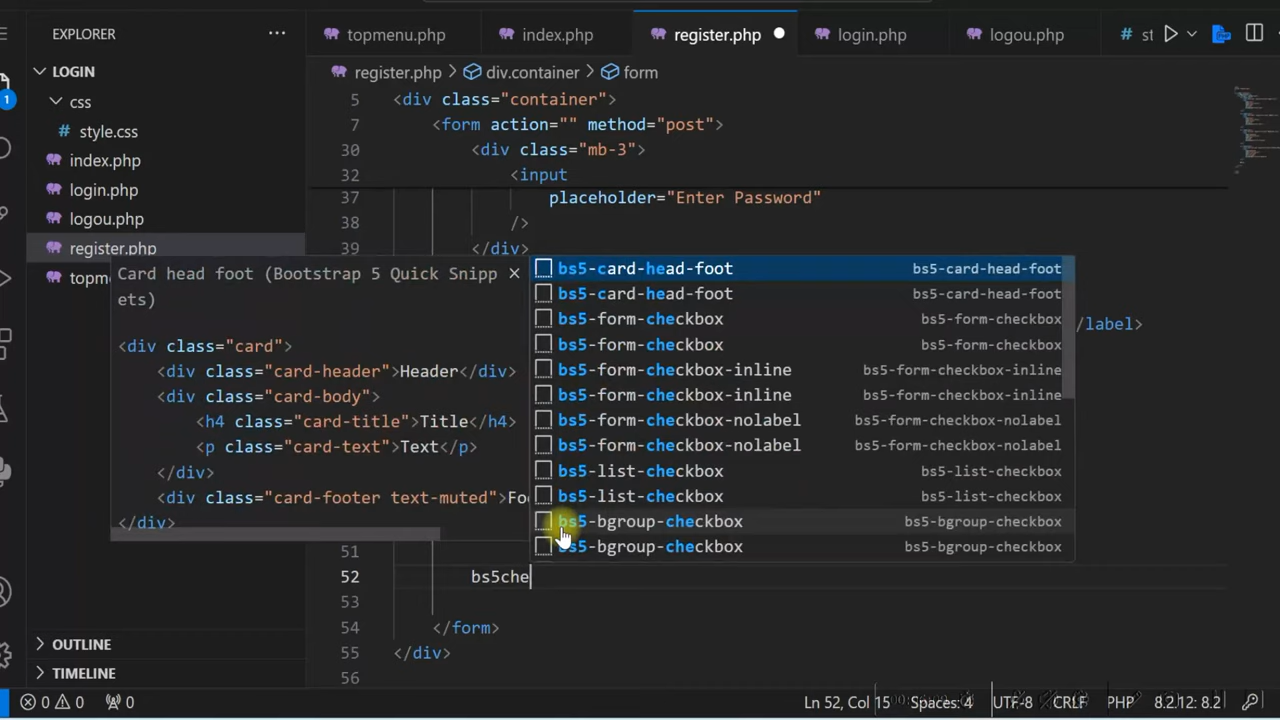 EXPLORER
LOGIN
css
# style.css
index.php
login.php
logou.php
register.php
OUTLINE
TIMELINE
1
topmenu.php
index.php
register.php
login.php
logou.php
# st
register.php
div.container
form
5 <div class="container">
7 <form action="" method="post">
30 <div class="mb-3">
32 <input
37 placeholder="Enter Password"
38 />
39 </div>
/label>
Card head foot (Bootstrap 5 Quick Snipp
ets)
<div class="card">
<div class="card-header">Header</div>
<div class="card-body">
<h4 class="card-title">Title</h4>
<p class="card-text">Text</p>
</div>
<div class="card-footer text-muted">Fo
</div>
bs5-card-head-foot bs5-card-head-foot
bs5-card-head-foot bs5-card-head-foot
bs5-form-checkbox bs5-form-checkbox
bs5-form-checkbox bs5-form-checkbox
bs5-form-checkbox-inline bs5-form-checkbox-inline
bs5-form-checkbox-inline bs5-form-checkbox-inline
bs5-form-checkbox-nolabel bs5-form-checkbox-nolabel
bs5-form-checkbox-nolabel bs5-form-checkbox-nolabel
bs5-list-checkbox bs5-list-checkbox
bs5-list-checkbox bs5-list-checkbox
bs5-bgroup-checkbox bs5-bgroup-checkbox
bs5-bgroup-checkbox bs5-bgroup-checkbox
51
52 bs5che
53
54 </form>
55 </div>
56
0 0 0
Ln 52, Col 15 Spaces: 4 UTF-8 CRLF PHP 8.2.12: 8.2